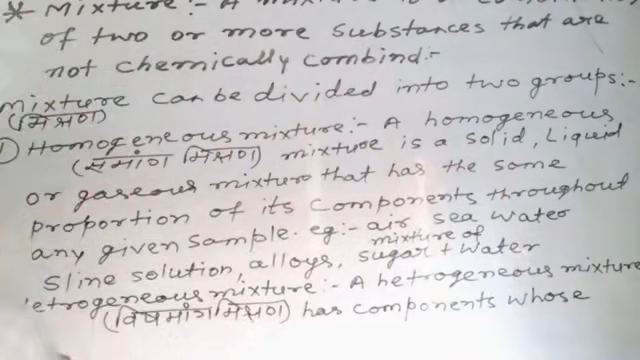 * Mixture :- A
of two or more substances that are
not chemically combind:-
Mixture can be divided into two groups:-
(मिश्रण)
1) Homogeneous mixture:- A homogeneous
(समांग मिश्रण) mixture is a solid, Liquid
or gaseous mixture that has the same
proportion of its components throughout
any given sample. eg:- air, sea water
Sline solution, alloys, mixture of sugar + water
etrogeneous mixture:- A hetrogeneous mixture
(विषमांग मिश्रण) has components whose